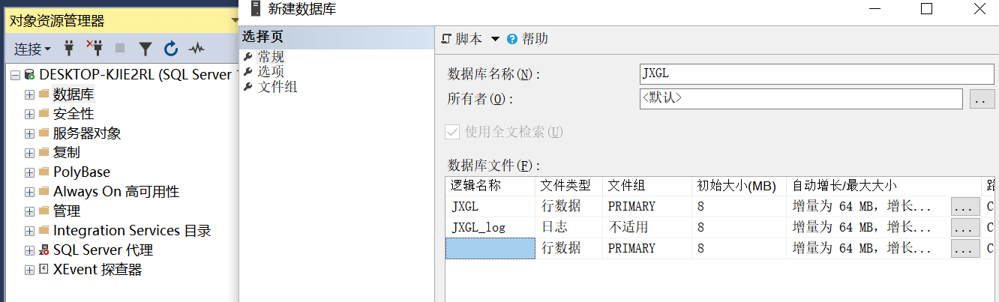 对象资源管理器
连接
DESKTOP-KJIE2RL (SQL Server
数据库
安全性
服务器对象
复制
PolyBase
Always On 高可用性
管理
Integration Services 目录
SQL Server 代理
XEvent 探查器
新建数据库
选择页
常规
选项
文件组
脚本 帮助
数据库名称(N): JXGL
所有者(O): <默认> ..
使用全文检索(U)
数据库文件(F):
逻辑名称 文件类型 文件组 初始大小(MB) 自动增长/最大大小
JXGL 行数据 PRIMARY 8 增量为 64 MB，增长... ... C
JXGL_log 日志 不适用 8 增量为 64 MB，增长... ... C
行数据 PRIMARY 8 增量为 64 MB，增长... ... C